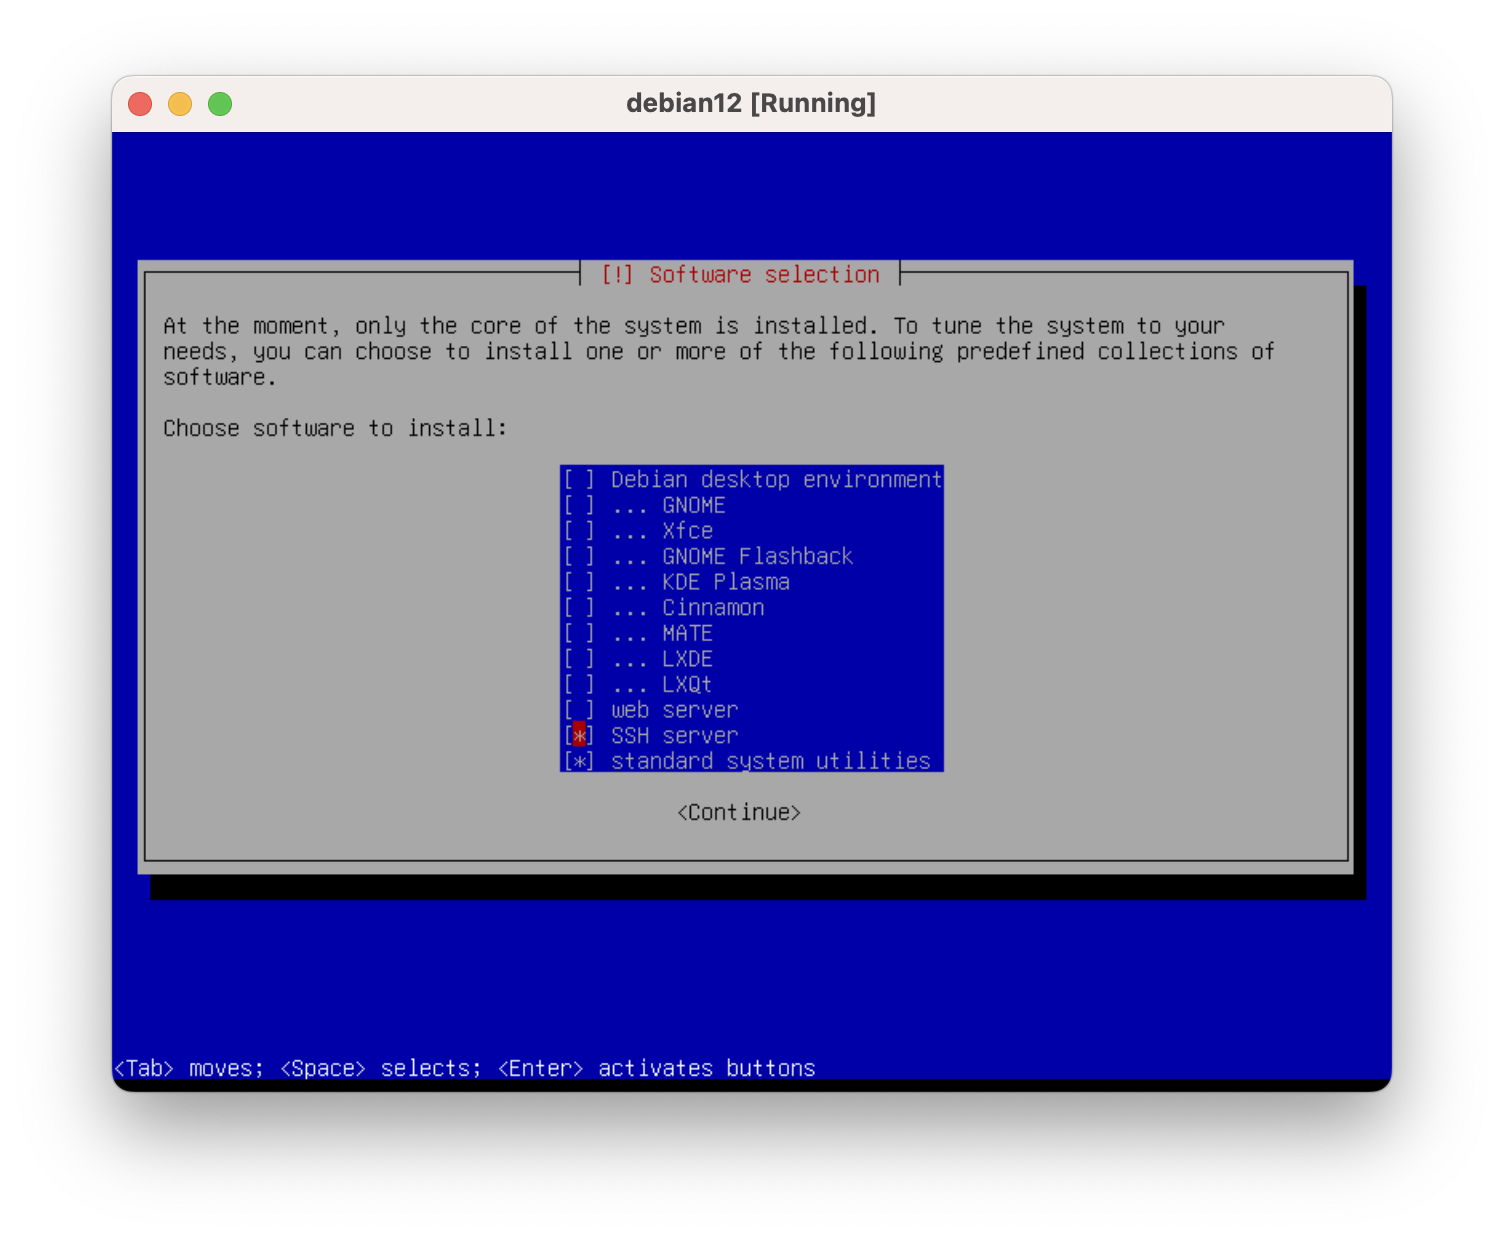 debian12 [Running]
[!] Software selection
At the moment, only the core of the system is installed. To tune the system to your
needs, you can choose to install one or more of the following predefined collections of
software.
Choose software to install:
[ ] Debian desktop environment
[ ] ... GNOME
[ ] ... Xfce
[ ] ... GNOME Flashback
[ ] ... KDE Plasma
[ ] ... Cinnamon
[ ] ... MATE
[ ] ... LXDE
[ ] ... LXQt
[ ] web server
[*] SSH server
[*] standard system utilities
<Continue>
<Tab> moves; <Space> selects; <Enter> activates buttons